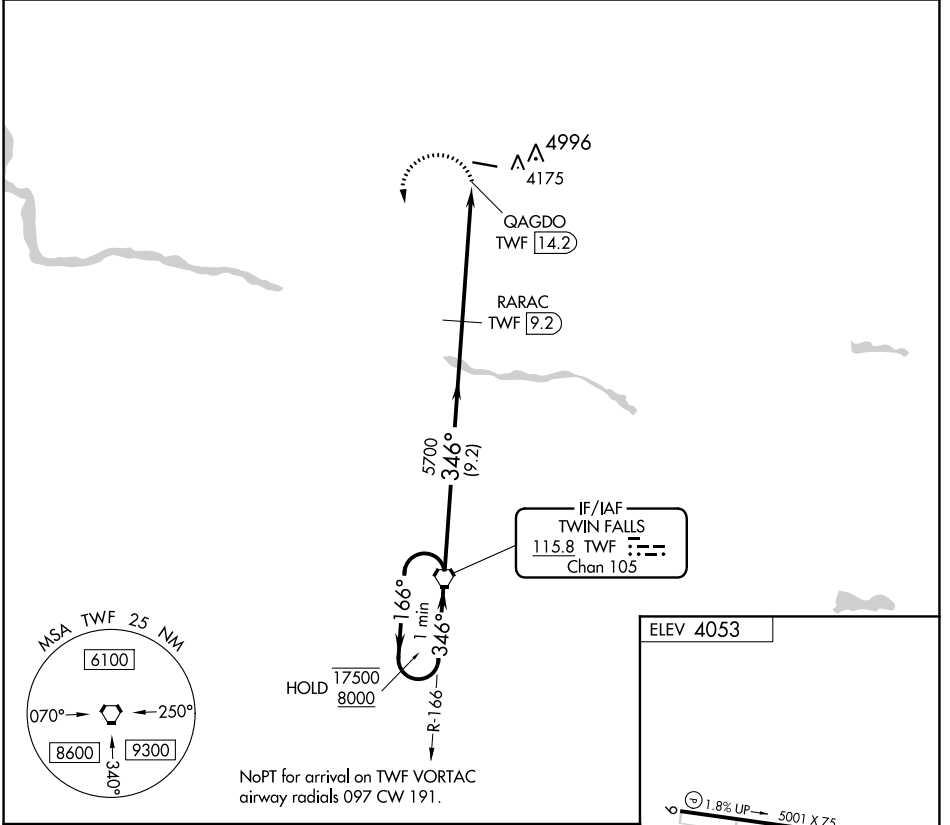 4996
4175
QAGDO
TWF 14.2
RARAC
TWF 9.2
5700
346°
(9.2)
IF/IAF
TWIN FALLS
115.8 TWF
Chan 105
166°
1 min
346°
HOLD 17500
8000
R-166
NoPT for arrival on TWF VORTAC
airway radials 097 CW 191.
MSA TWF 25 NM
6100
070°
250°
8600
9300
340°
ELEV 4053
9
P 1.8% UP
5001 X 75